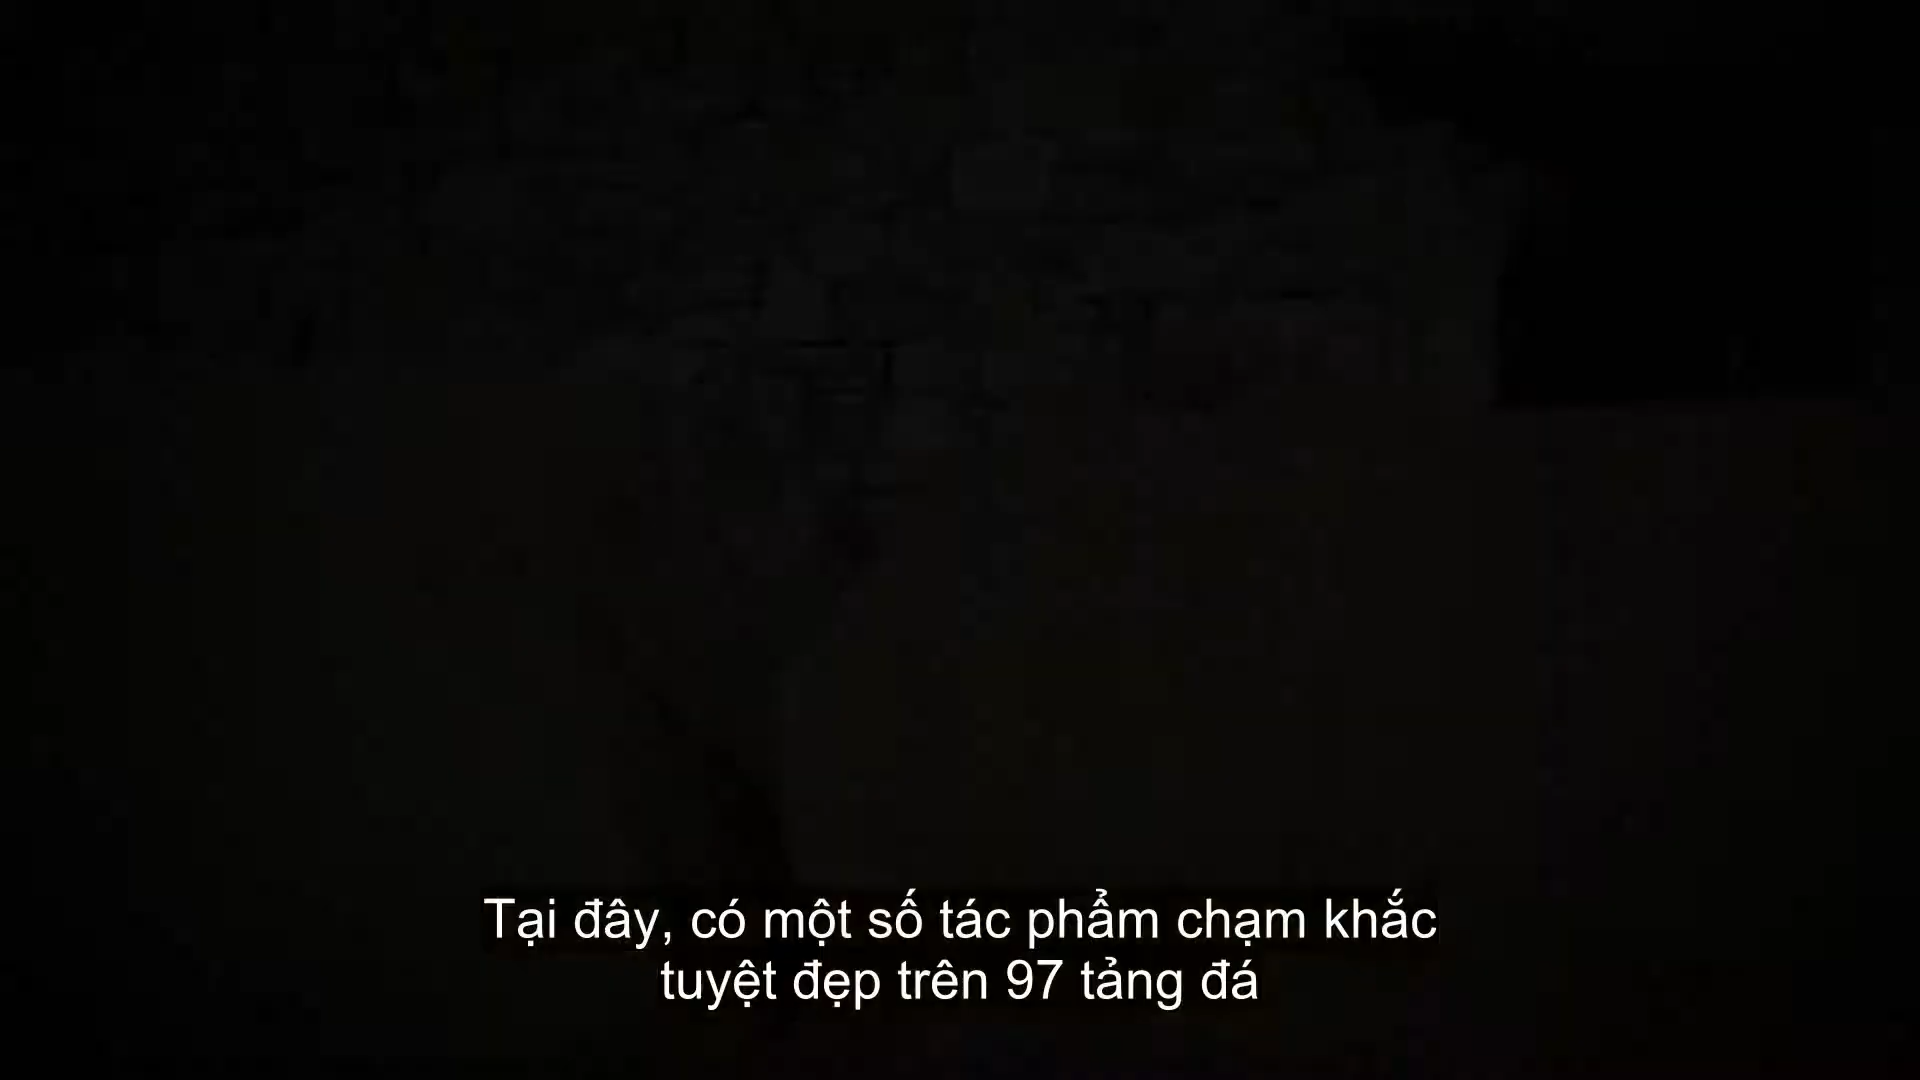 Tại đây, có một số tác phẩm chạm khắc
tuyệt đẹp trên 97 tảng đá